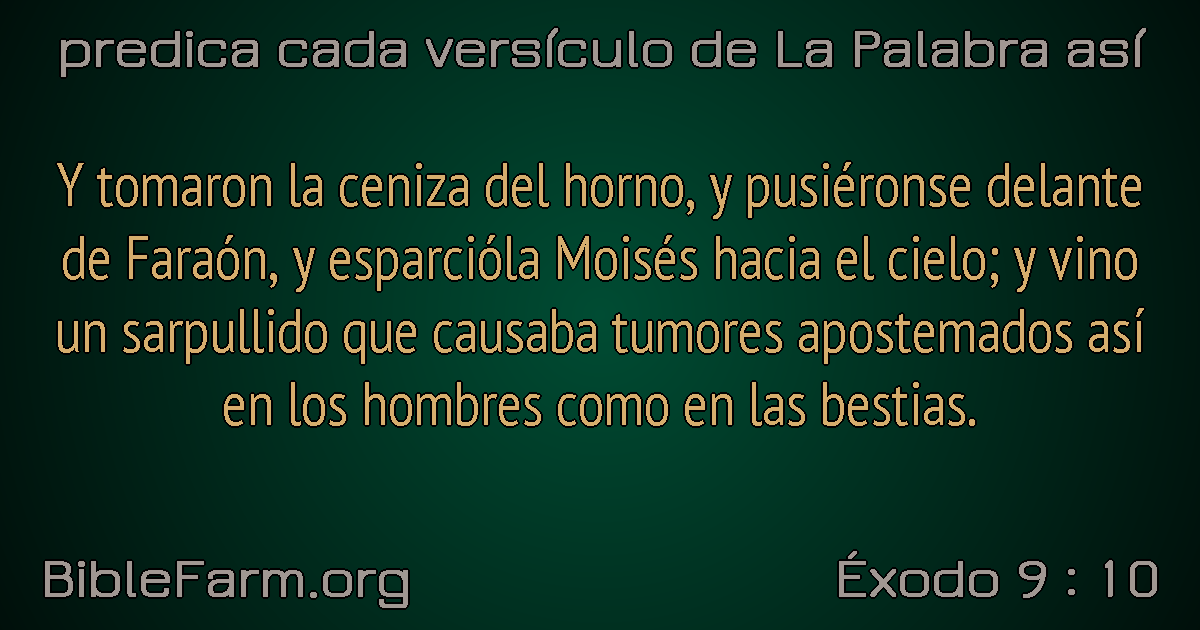 predica cada versículo de La Palabra así
Y tomaron la ceniza del horno, y pusiéronse delante
de Faraón, y esparcióla Moisés hacia el cielo; y vino
un sarpullido que causaba tumores apostemados así
en los hombres como en las bestias.
BibleFarm.org
Éxodo 9 : 10